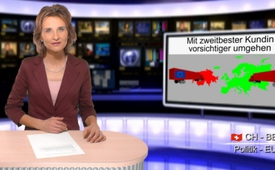 Mit zweitbester Kundin
vorsichtiger umgehen
CH - BE
Politik - EU